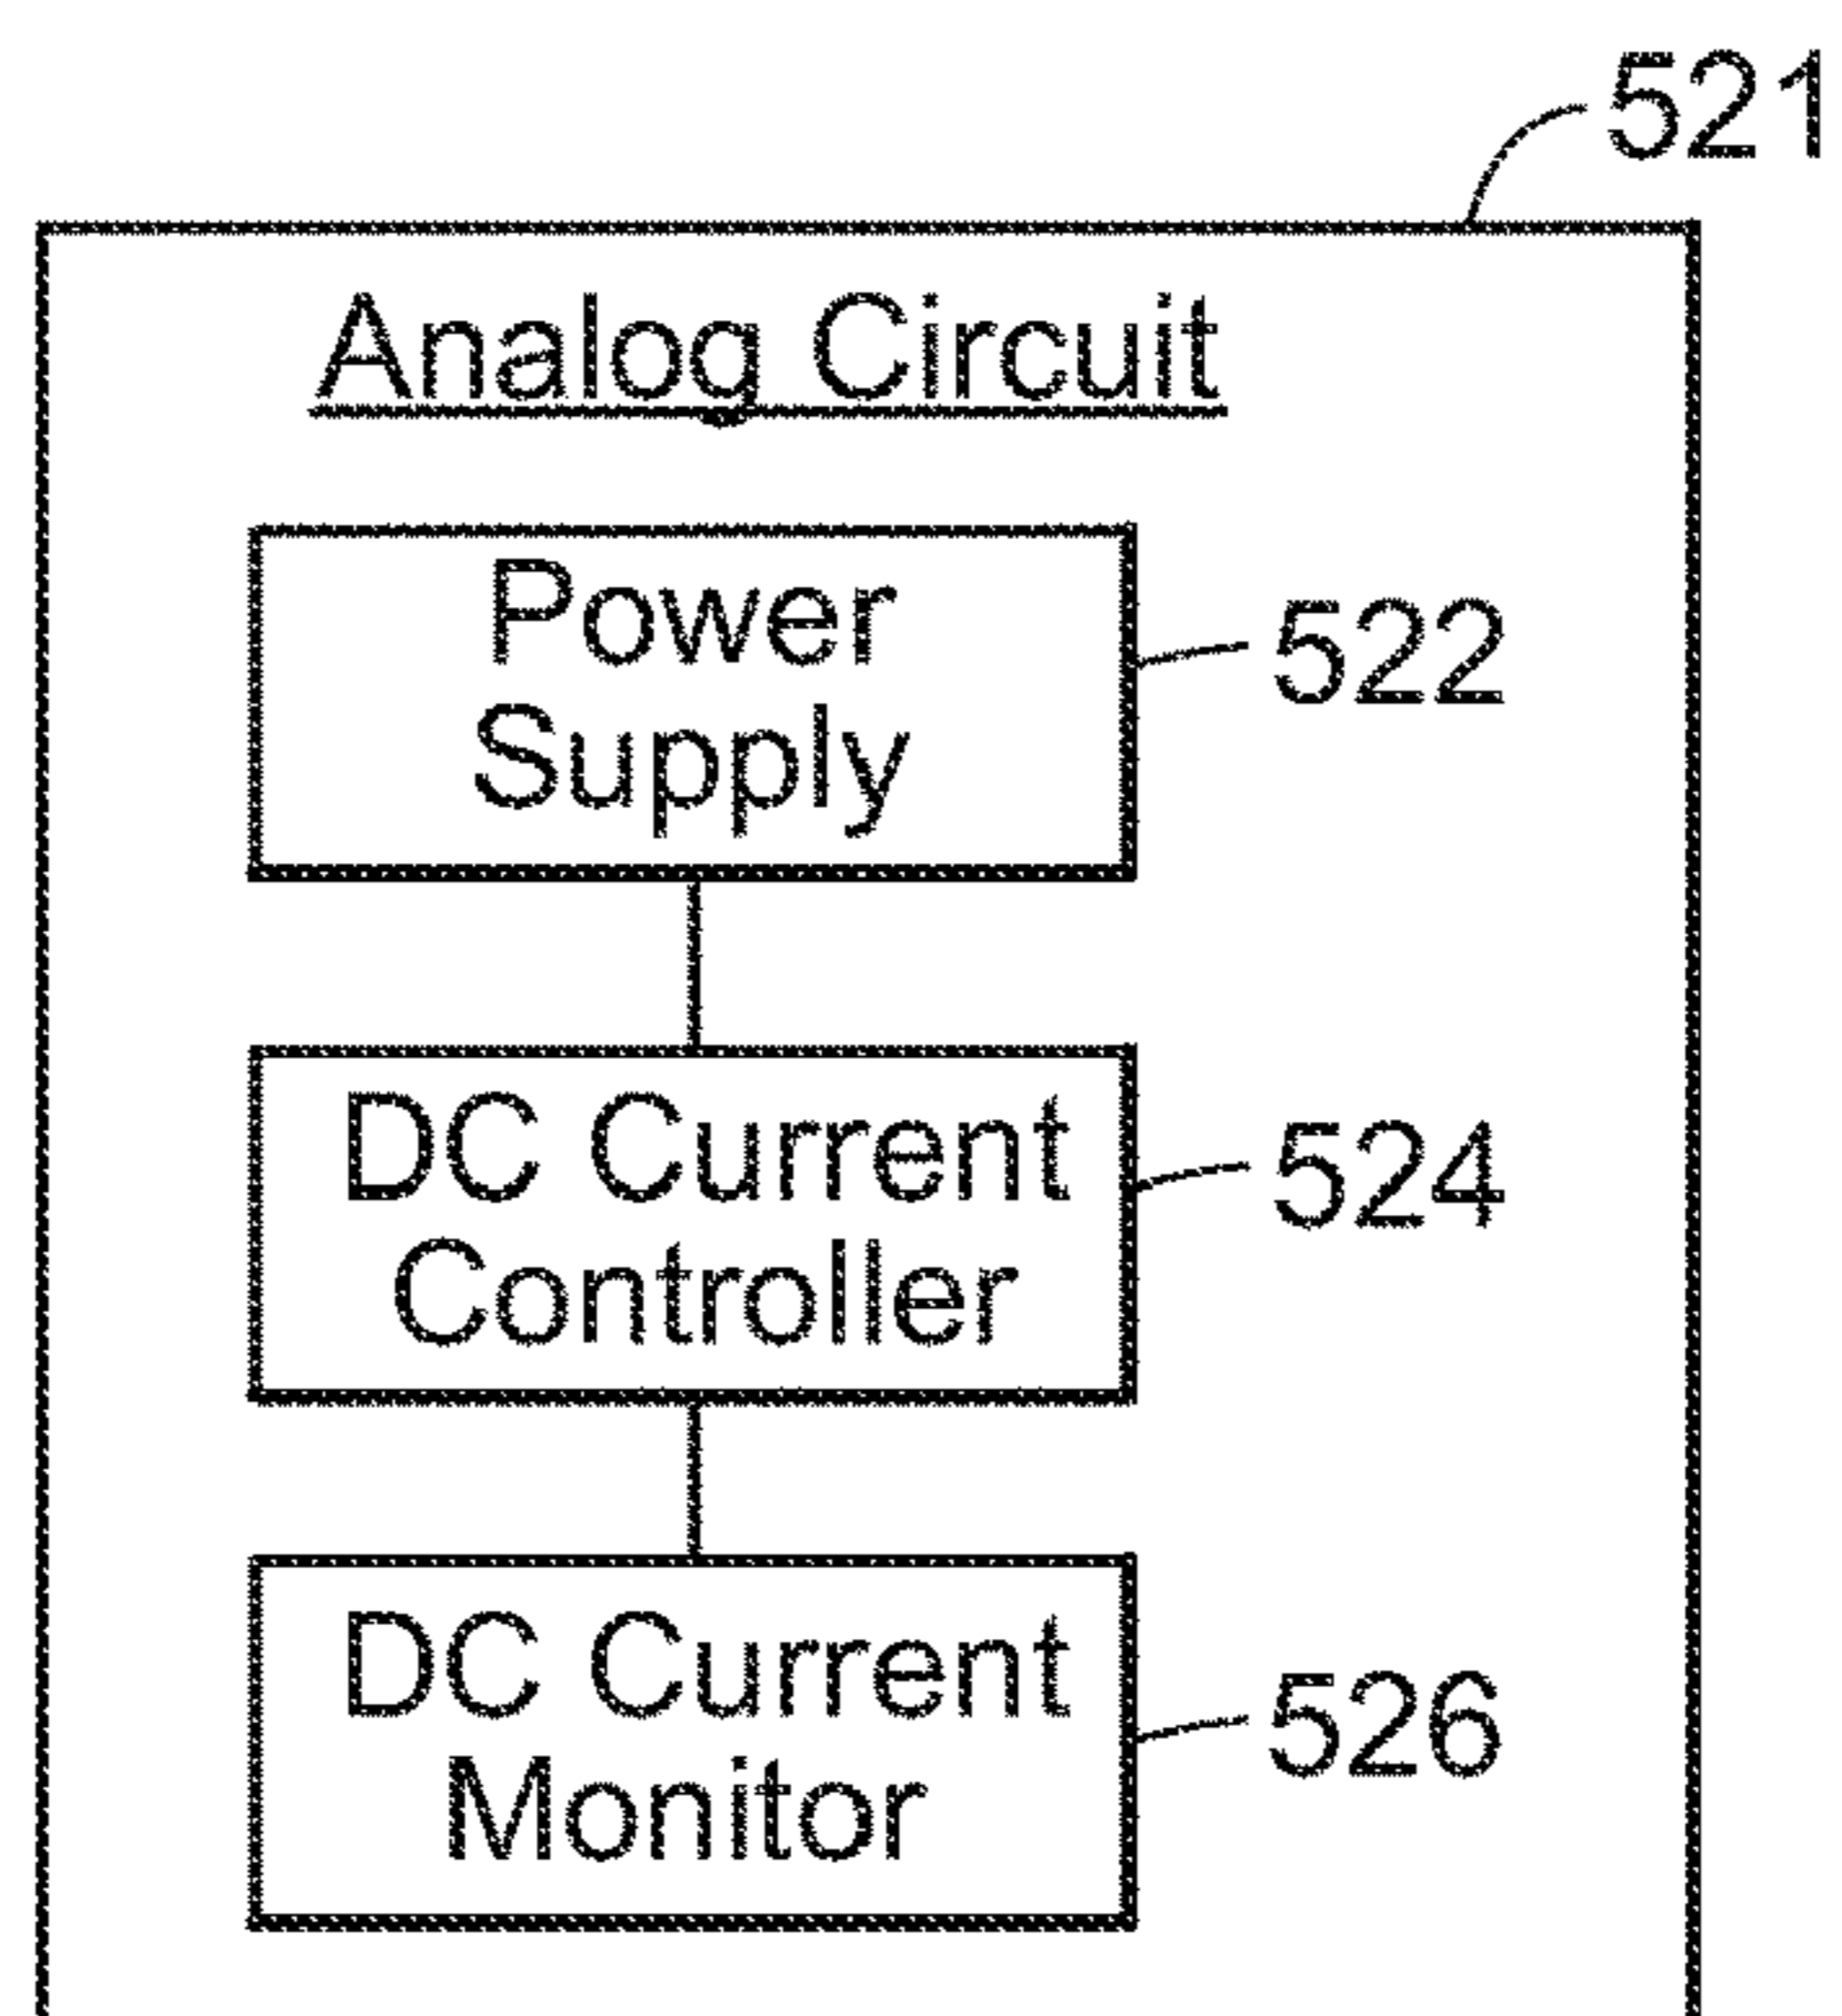 521
Analog Circuit
Power
Supply
522
DC Current
Controller
524
DC Current
Monitor
526